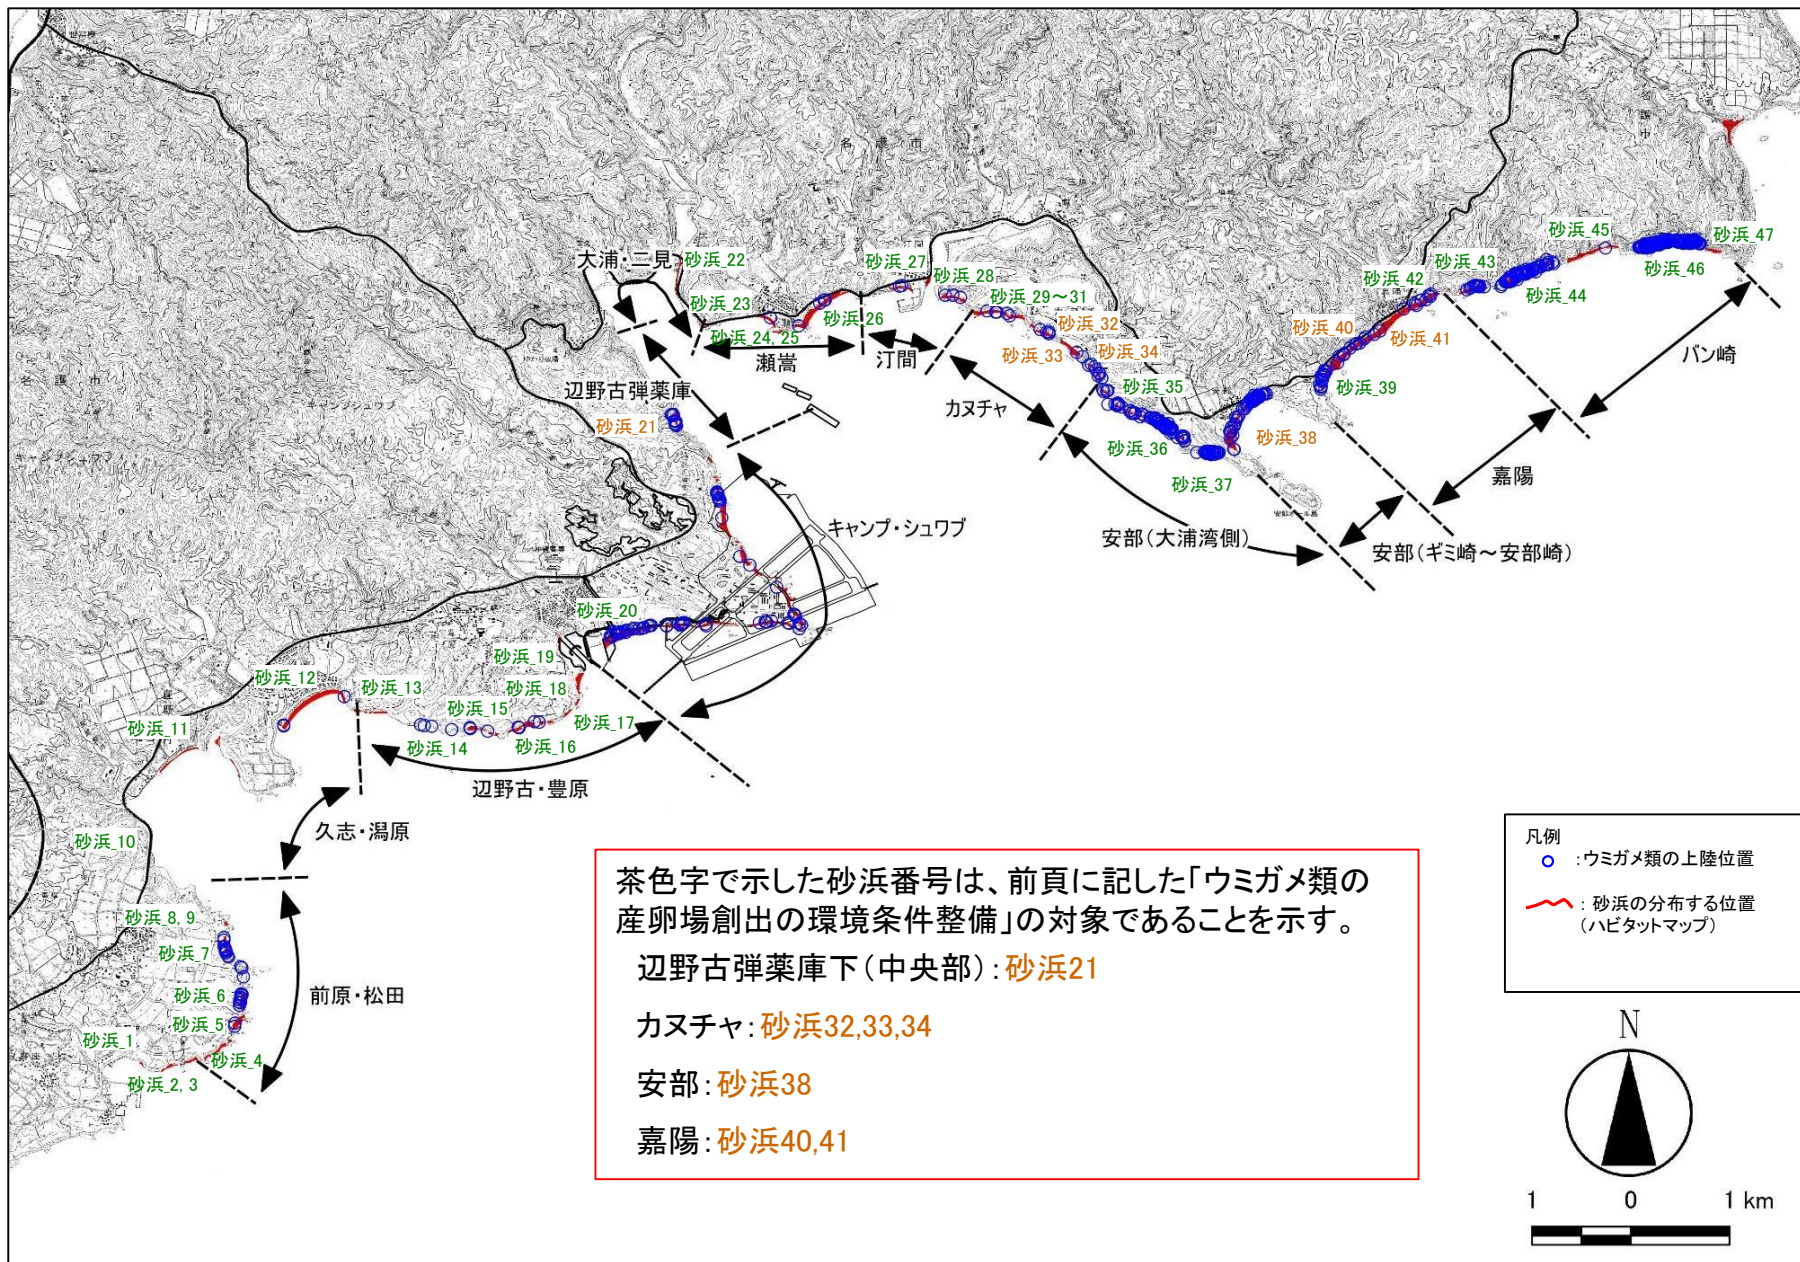 大浦・二見
砂浜_22
砂浜_23
砂浜_24, 25
瀬嵩
砂浜_26
砂浜_27
汀間
砂浜_28
砂浜_29～31
砂浜_32
砂浜_33
砂浜_34
カヌチャ
砂浜_35
砂浜_36
砂浜_37
砂浜_38
安部(大浦湾側)
安部(ギミ崎～安部崎)
砂浜_39
砂浜_40
砂浜_41
嘉陽
砂浜_42
砂浜_43
砂浜_44
砂浜_45
砂浜_46
砂浜_47
バン崎
辺野古弾薬庫
砂浜_21
キャンプ・シュワブ
砂浜_20
砂浜_19
砂浜_18
砂浜_17
砂浜_16
砂浜_15
砂浜_14
砂浜_13
辺野古・豊原
砂浜_12
砂浜_11
久志・潟原
砂浜_10
砂浜_8, 9
砂浜_7
砂浜_6
砂浜_5
前原・松田
砂浜_4
砂浜_1
砂浜_2, 3
名護市
キャンプシュワブ
茶色字で示した砂浜番号は、前頁に記した「ウミガメ類の
産卵場創出の環境条件整備」の対象であることを示す。
辺野古弾薬庫下(中央部)：砂浜21
カヌチャ：砂浜32,33,34
安部：砂浜38
嘉陽：砂浜40,41
凡例
：ウミガメ類の上陸位置
：砂浜の分布する位置
(ハビタットマップ)
N
1 0 1 km